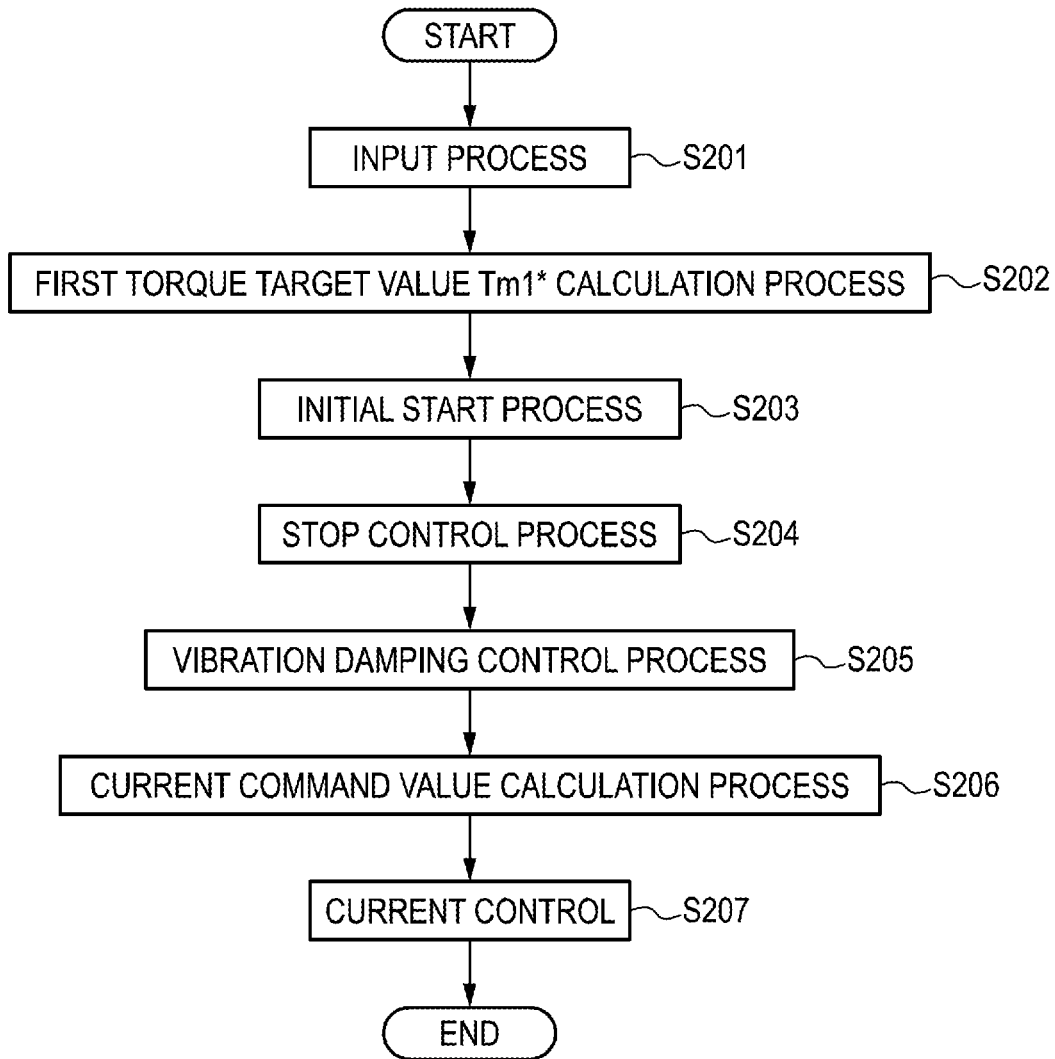 START
INPUT PROCESS
S201
FIRST TORQUE TARGET VALUE Tm1* CALCULATION PROCESS
S202
INITIAL START PROCESS
S203
STOP CONTROL PROCESS
S204
VIBRATION DAMPING CONTROL PROCESS
S205
CURRENT COMMAND VALUE CALCULATION PROCESS
S206
CURRENT CONTROL
S207
END